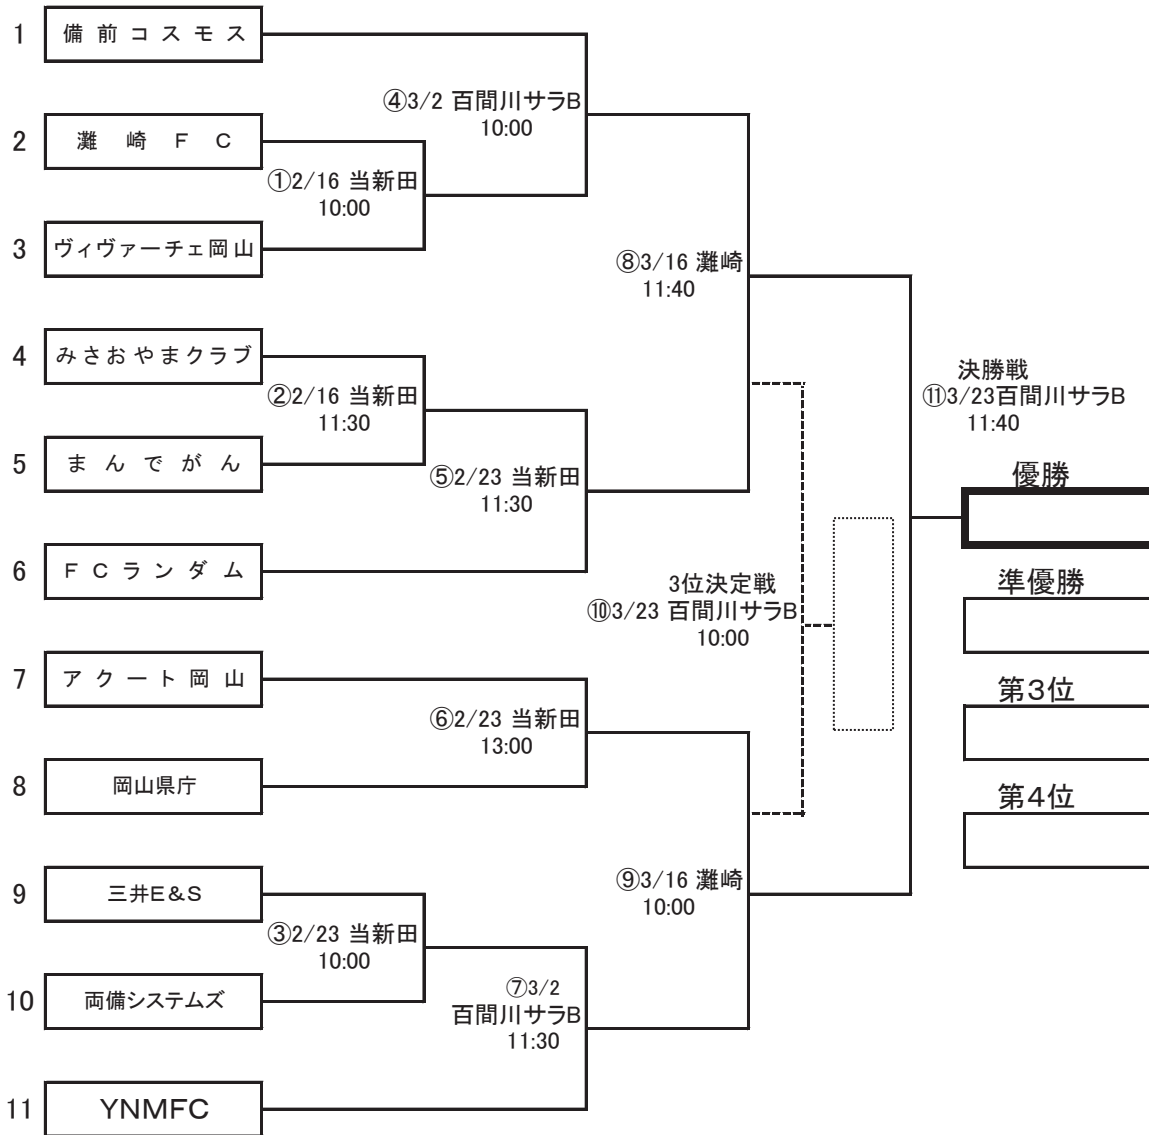 1 備前コスモス
④3/2 百間川サラB
10:00
2 灘崎FC
①2/16 当新田
10:00
3 ヴィヴァーチェ岡山
⑧3/16 灘崎
11:40
4 みさおやまクラブ
②2/16 当新田
11:30
決勝戦
⑪3/23百間川サラB
11:40
5 まんでがん
⑤2/23 当新田
11:30
優勝
6 FCランダム
3位決定戦
⑩3/23 百間川サラB
10:00
準優勝
7 アクート岡山
⑥2/23 当新田
13:00
第3位
8 岡山県庁
第4位
9 三井E&S
⑨3/16 灘崎
10:00
③2/23 当新田
10:00
10 両備システムズ
⑦3/2
百間川サラB
11:30
11 YNMFC